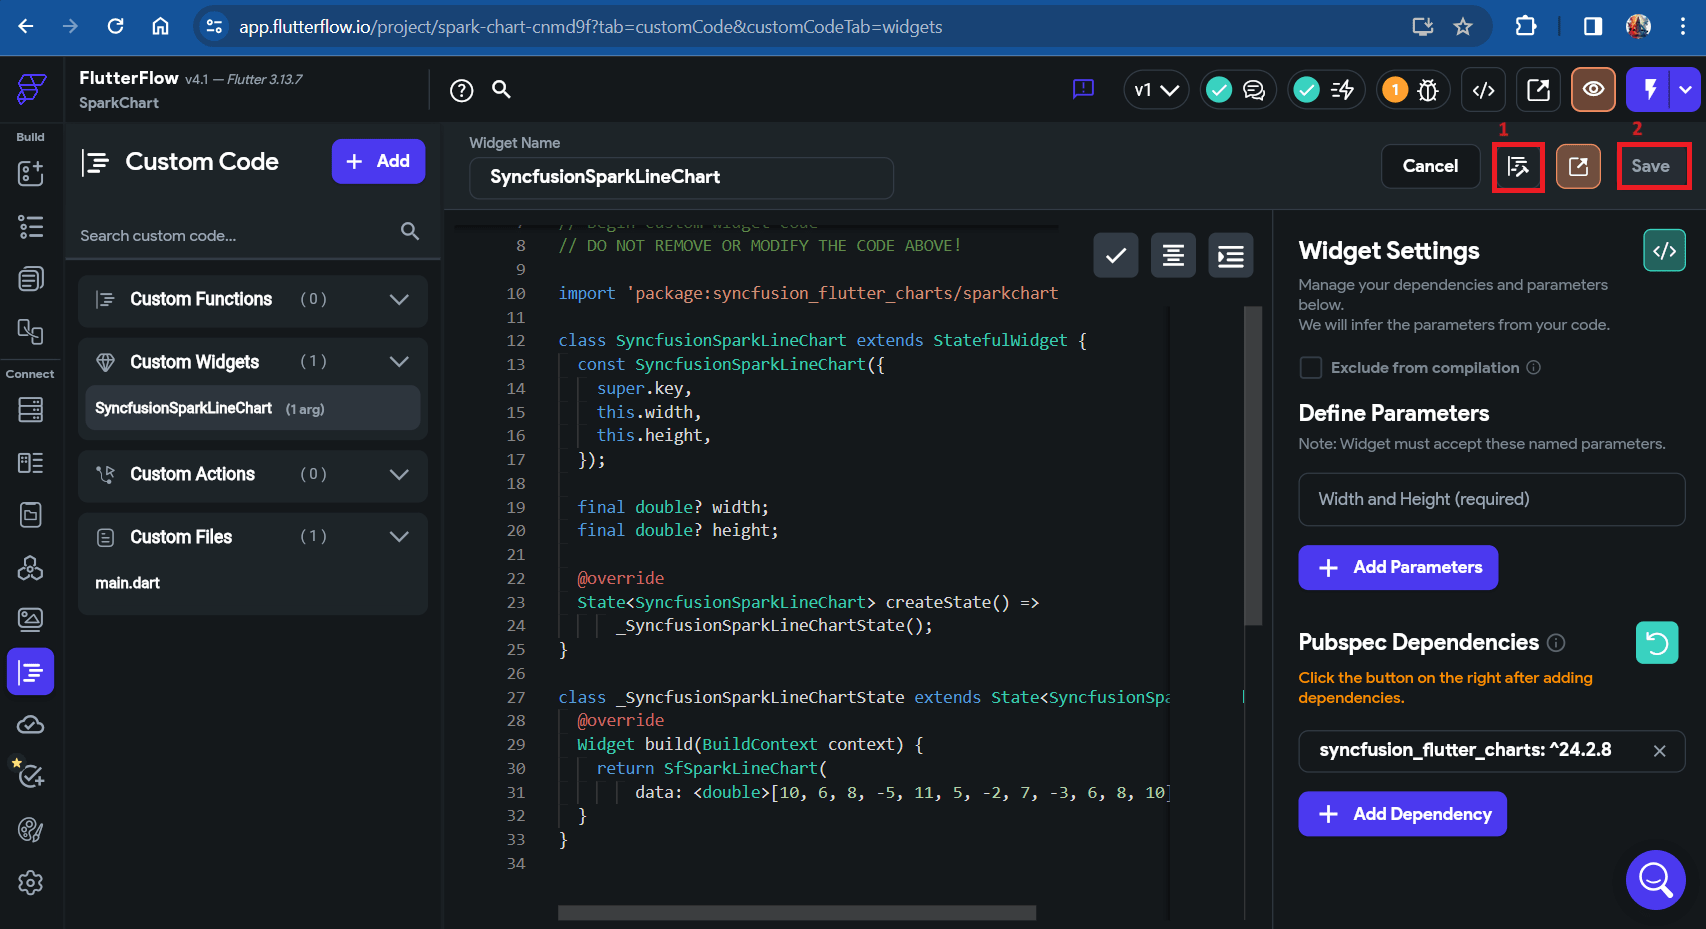 app.flutterflow.io/project/spark-chart-cnmd9f?tab=customCode&customCodeTab=widgets
FlutterFlow v4.1 — Flutter 3.13.7
SparkChart
?
v1
1
Build
Custom Code
+ Add
Search custom code...
Custom Functions (0)
Custom Widgets (1)
SyncfusionSparkLineChart (1 arg)
Custom Actions (0)
Custom Files (1)
main.dart
Connect
Widget Name
SyncfusionSparkLineChart
Cancel
1
2
Save
7 // Begin custom widget code
8 // DO NOT REMOVE OR MODIFY THE CODE ABOVE!
9
10 import 'package:syncfusion_flutter_charts/sparkchart
11
12 class SyncfusionSparkLineChart extends StatefulWidget {
13 const SyncfusionSparkLineChart({
14 super.key,
15 this.width,
16 this.height,
17 });
18
19 final double? width;
20 final double? height;
21
22 @override
23 State<SyncfusionSparkLineChart> createState() =>
24 _SyncfusionSparkLineChartState();
25 }
26
27 class _SyncfusionSparkLineChartState extends State<SyncfusionSpa
28 @override
29 Widget build(BuildContext context) {
30 return SfSparkLineChart(
31 data: <double>[10, 6, 8, -5, 11, 5, -2, 7, -3, 6, 8, 10]
32 }
33 }
34
Widget Settings
Manage your dependencies and parameters
below.
We will infer the parameters from your code.
Exclude from compilation
Define Parameters
Note: Widget must accept these named parameters.
Width and Height (required)
+ Add Parameters
Pubspec Dependencies
Click the button on the right after adding
dependencies.
syncfusion_flutter_charts: ^24.2.8
+ Add Dependency